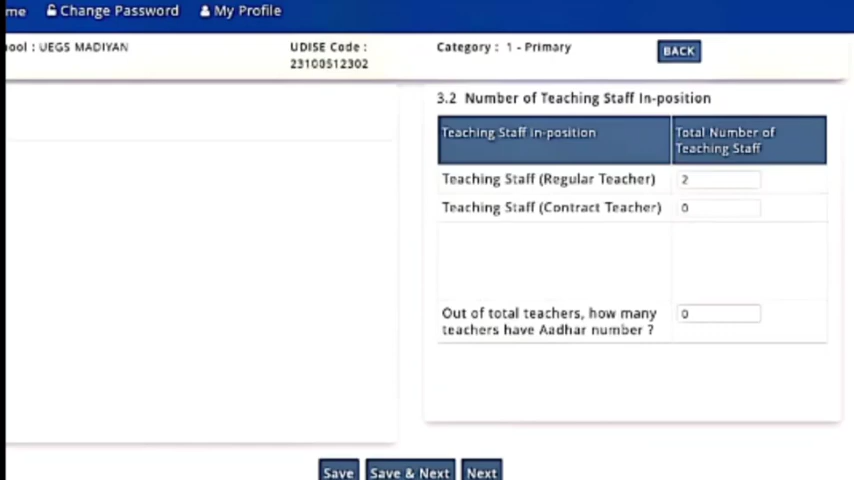 me Change Password My Profile
ool : UEGS MADIYAN
UDISE Code :
23100512302
Category : 1 - Primary
BACK
3.2 Number of Teaching Staff In-position
Teaching Staff in-position
Total Number of
Teaching Staff
Teaching Staff (Regular Teacher) 2
Teaching Staff (Contract Teacher) 0
Out of total teachers, how many
teachers have Aadhar number ?
0
Save Save & Next Next